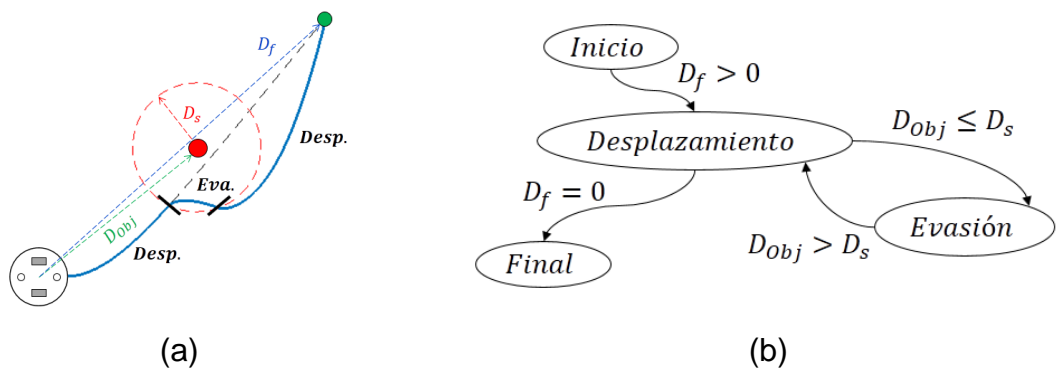 D_f
D_s
Desp.
Eva.
D_Obj
Desp.
(a)
Inicio
D_f > 0
Desplazamiento
D_Obj ≤ D_s
D_f = 0
Evasión
D_Obj > D_s
Final
(b)